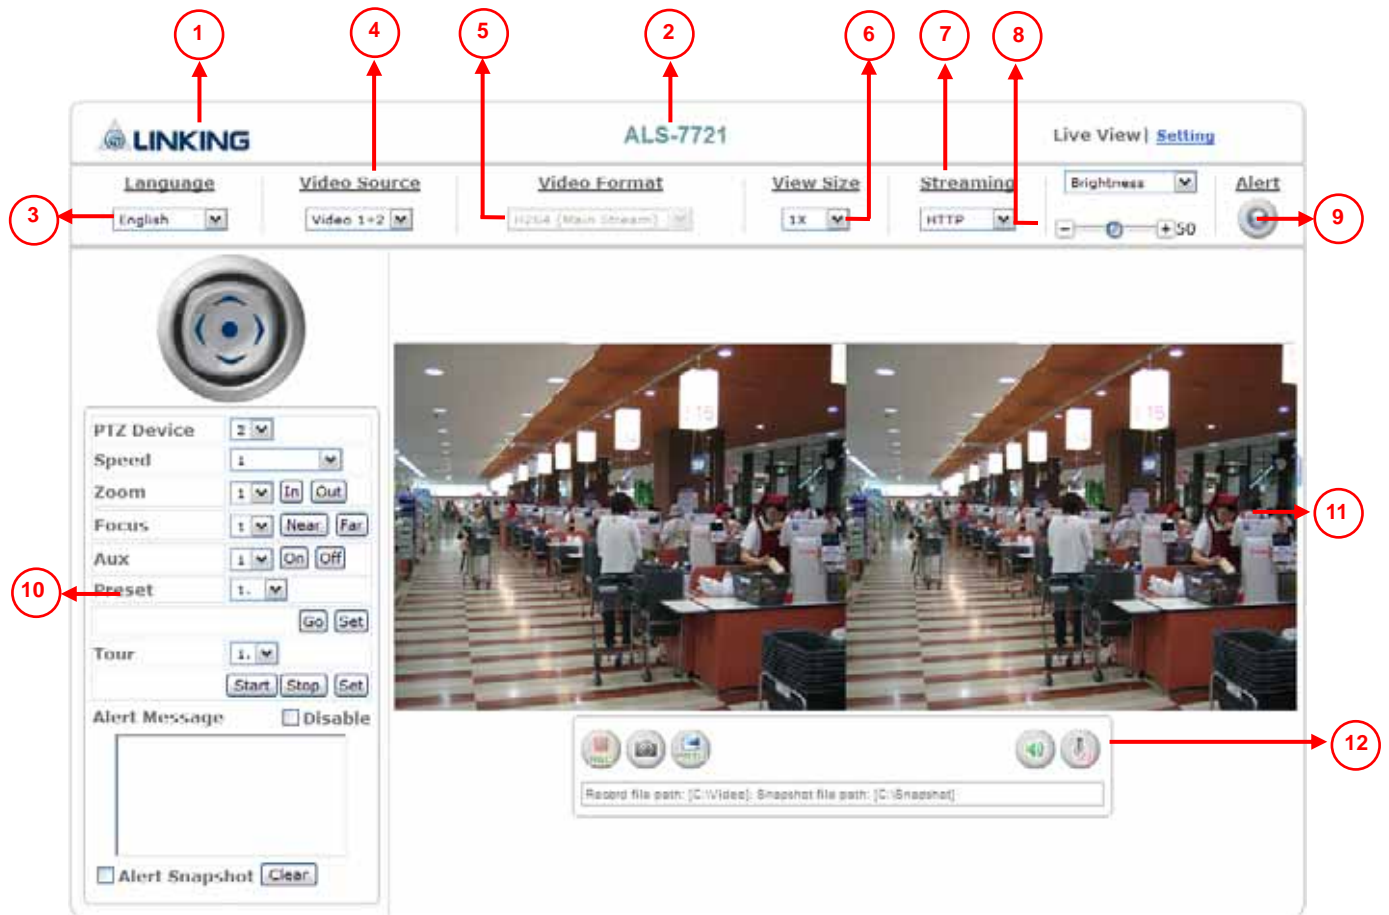 1
4
5
2
6
7
8
LINKING
ALS-7721
Live View | Setting
Language
Video Source
Video Format
View Size
Streaming
Brightness
Alert
3
English
Video 1+2
H264 (Main Stream)
1X
HTTP
- + 50
9
PTZ Device 2
Speed 1
Zoom 1 In Out
Focus 1 Near Far
Aux 1 On Off
10
Preset 1.
Go Set
Tour 1.
Start Stop Set
Alert Message Disable
Alert Snapshot Clear
11
12
Record file path: [C:\Video]; Snapshot file path: [C:\Snapshot]